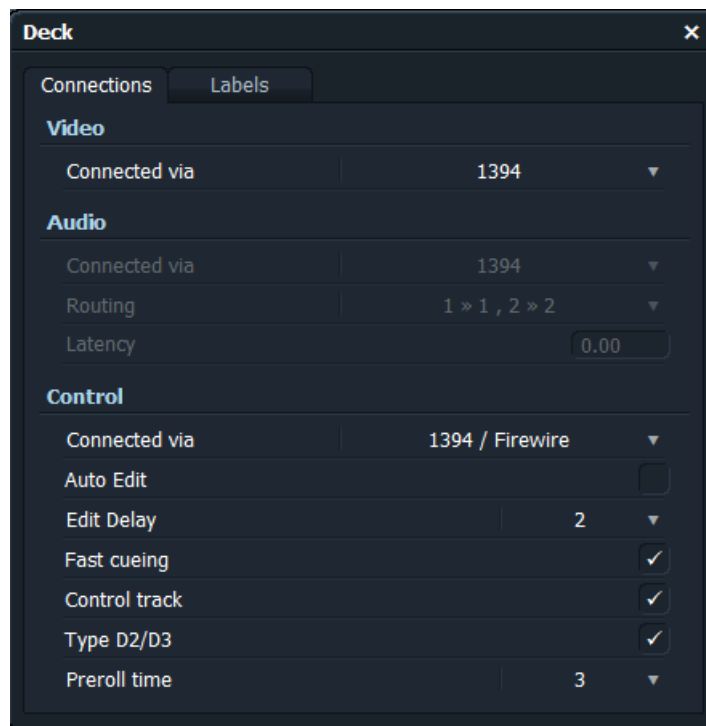 Deck
Connections Labels
Video
Connected via 1394
Audio
Connected via 1394
Routing 1 » 1 , 2 » 2
Latency 0.00
Control
Connected via 1394 / Firewire
Auto Edit
Edit Delay 2
Fast cueing
Control track
Type D2/D3
Preroll time 3